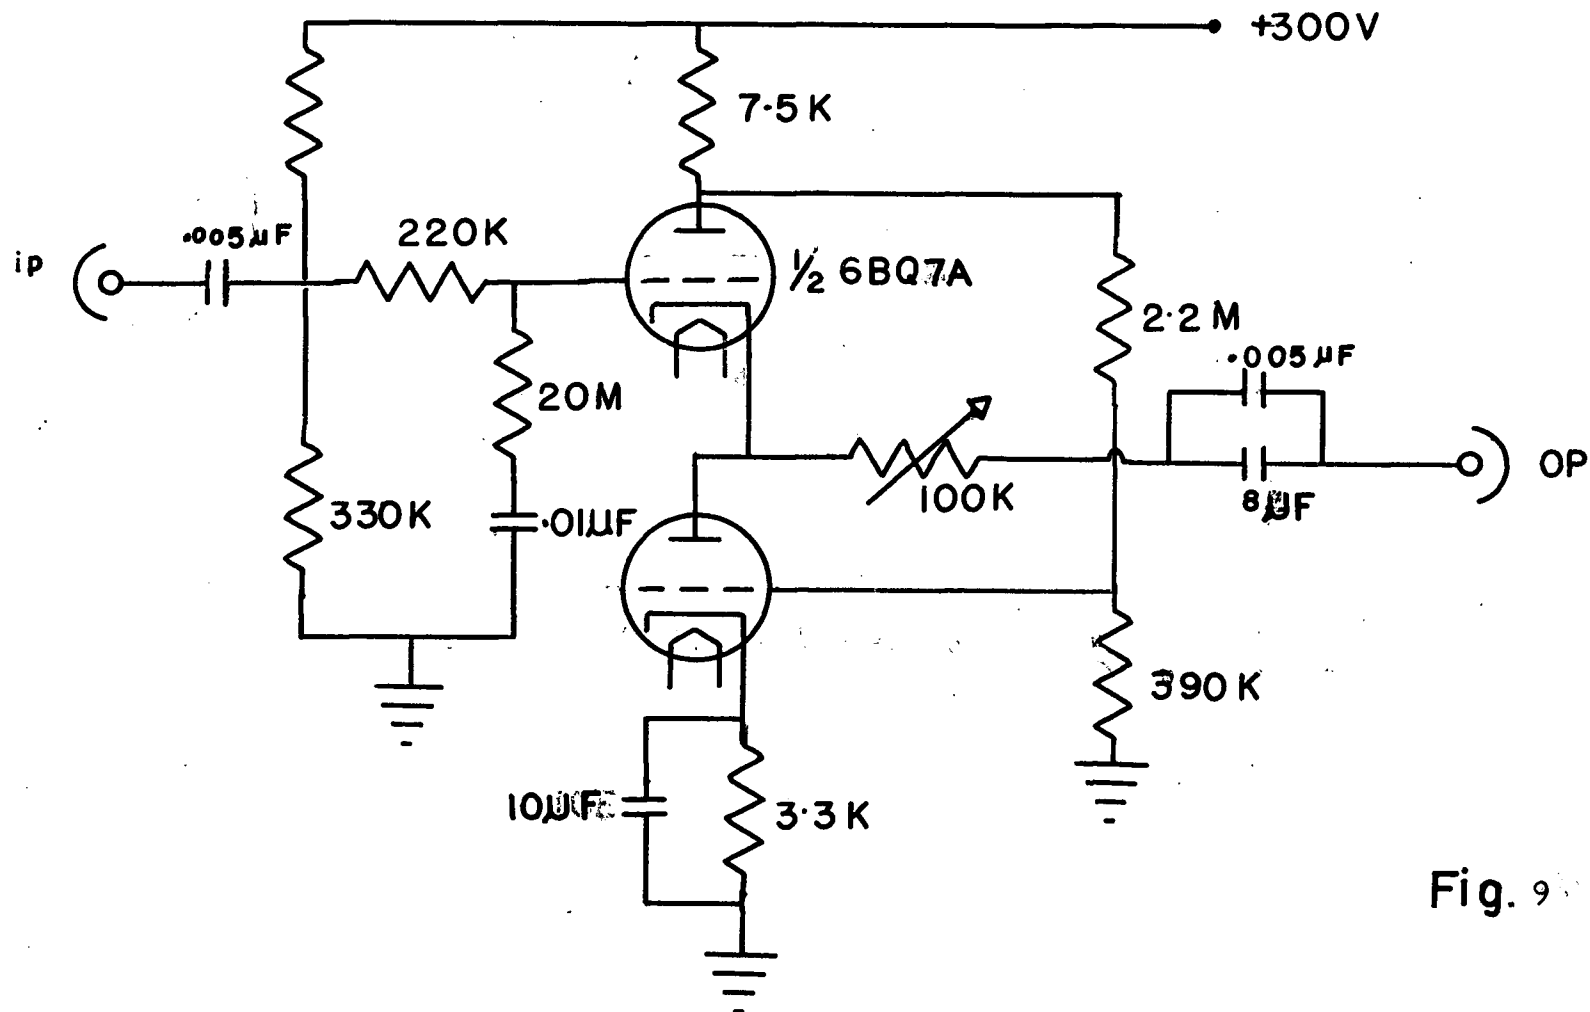 +300V
7.5K
.005µF
220K
ip
½ 6BQ7A
2.2M
.005µF
20M
OP
100K
8µF
330K
.01µF
390K
10µF
3.3K
Fig. 9